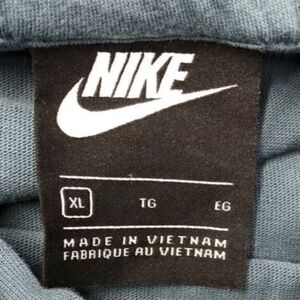 NIKE
XL TG EG
MADE IN VIETNAM
FABRIQUE AU VIETNAM